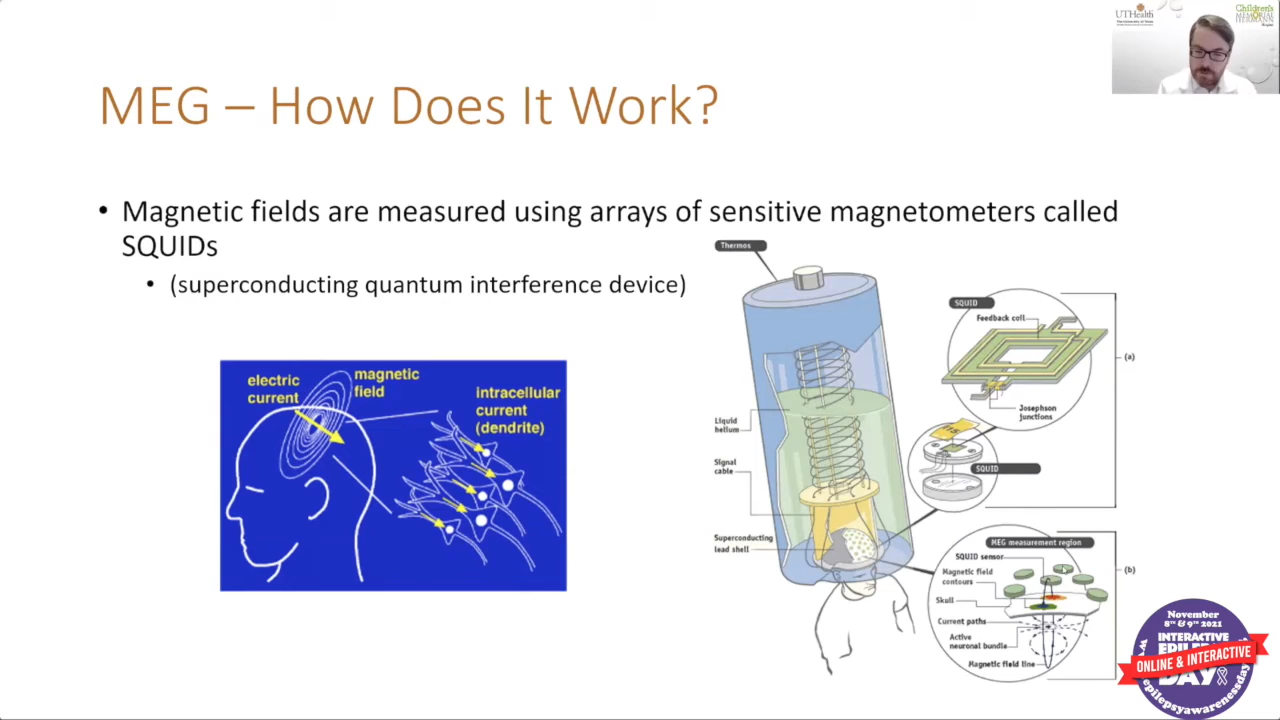 UTHealth
Children's
MEMORIAL
HERMANN
MEG – How Does It Work?
• Magnetic fields are measured using arrays of sensitive magnetometers called
SQUIDs
• (superconducting quantum interference device)
electric
current
magnetic
field
intracellular
current
(dendrite)
Thermos
Liquid
helium
Signal
cable
Superconducting
lead shell
SQUID
Feedback coil
Josephson
junctions
(a)
SQUID
MEG measurement region
SQUID sensor
Magnetic field
contours
Skull
Current paths
Active
neuronal bundle
Magnetic field line
(b)
November
8TH & 9TH 2021
INTERACTIVE
ONLINE & INTERACTIVE
DAY
epilepsyawarenessday